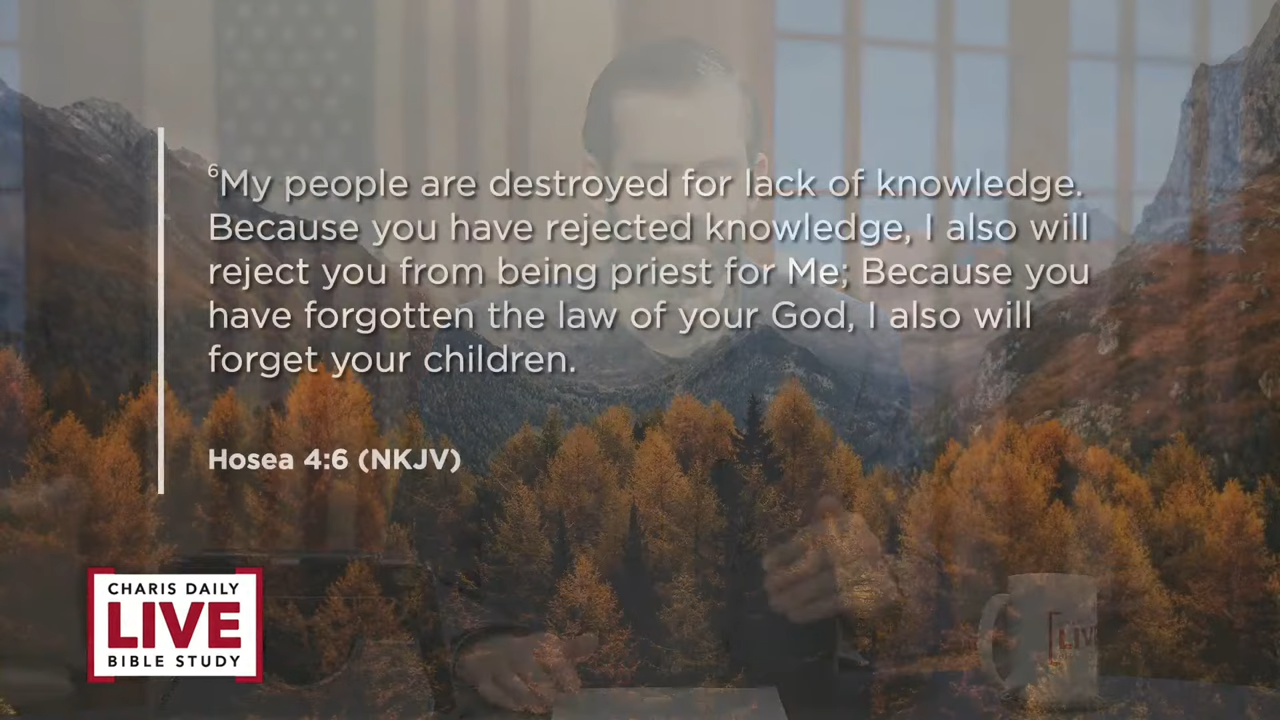 ⁶My people are destroyed for lack of knowledge.
Because you have rejected knowledge, I also will
reject you from being priest for Me; Because you
have forgotten the law of your God, I also will
forget your children.
Hosea 4:6 (NKJV)
CHARIS DAILY
LIVE
BIBLE STUDY
[LIVE